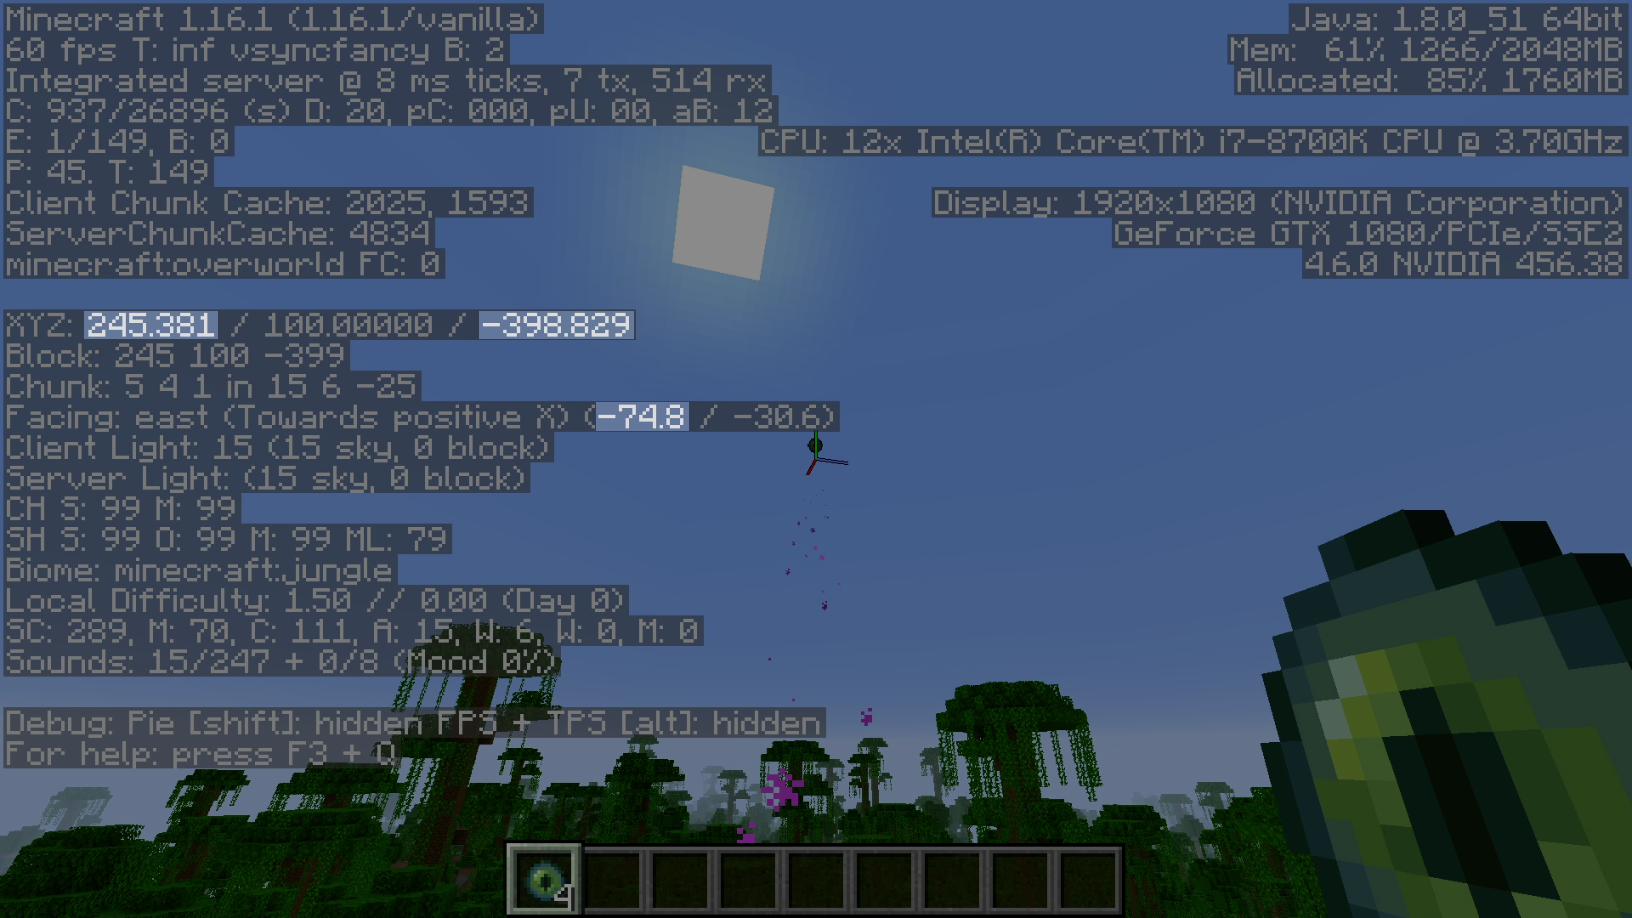 Minecraft 1.16.1 (1.16.1/vanilla)
60 fps T: inf vsyncfancy B: 2
Integrated server @ 8 ms ticks, 7 tx, 514 rx
C: 937/26896 (s) D: 20, pC: 000, pU: 00, aB: 12
E: 1/149, B: 0
P: 45. T: 149
Client Chunk Cache: 2025, 1593
ServerChunkCache: 4834
minecraft:overworld FC: 0
XYZ: 245.381 / 100.00000 / -398.829
Block: 245 100 -399
Chunk: 5 4 1 in 15 6 -25
Facing: east (Towards positive X) (-74.8 / -30.6)
Client Light: 15 (15 sky, 0 block)
Server Light: (15 sky, 0 block)
CH S: 99 M: 99
SH S: 99 O: 99 M: 99 ML: 79
Biome: minecraft:jungle
Local Difficulty: 1.50 // 0.00 (Day 0)
SC: 289, M: 70, C: 111, A: 15, W: 6, W: 0, M: 0
Sounds: 15/247 + 0/8 (Mood 0%)
Debug: Pie [shift]: hidden FPS + TPS [alt]: hidden
For help: press F3 + Q
Java: 1.8.0_51 64bit
Mem: 61% 1266/2048MB
Allocated: 85% 1760MB
CPU: 12x Intel(R) Core(TM) i7-8700K CPU @ 3.70GHz
Display: 1920x1080 (NVIDIA Corporation)
GeForce GTX 1080/PCIe/SSE2
4.6.0 NVIDIA 456.38
4